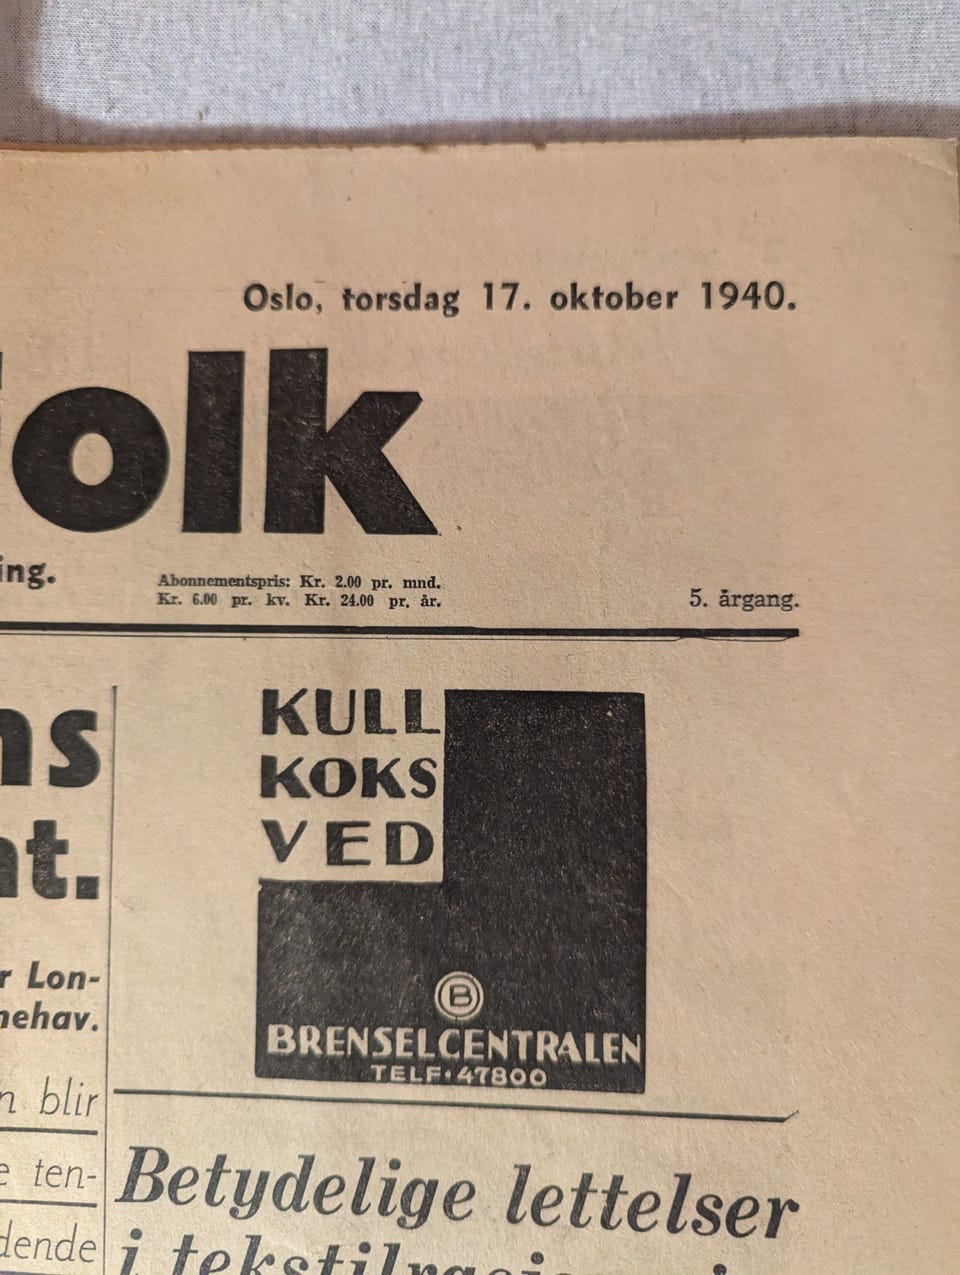 Oslo, torsdag 17. oktober 1940.
olk
ing.
Abonnementspris: Kr. 2.00 pr. mnd.
Kr. 6.00 pr. kv. Kr. 24.00 pr. år.
5. årgang.
ns
t.
r Lon-
nehav.
n blir
e ten-
dende
KULL
KOKS
VED
B
BRENSELCENTRALEN
TELF. 47800
Betydelige lettelser
i